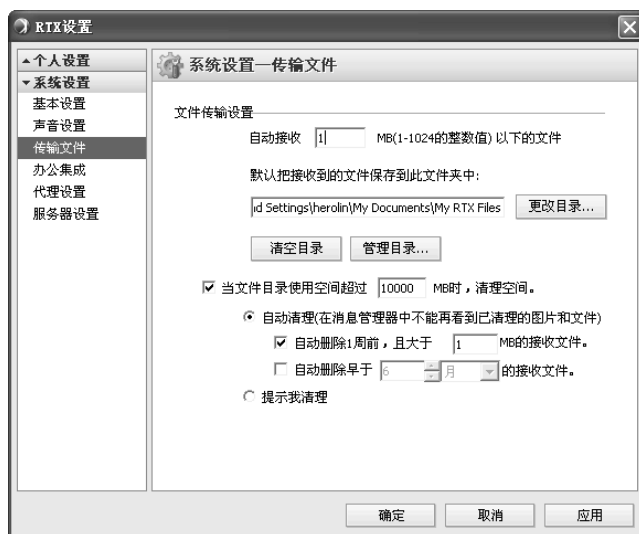 RTX设置
个人设置
系统设置
基本设置
声音设置
传输文件
办公集成
代理设置
服务器设置
系统设置—传输文件
文件传输设置
自动接收 1 MB(1-1024的整数值)以下的文件
默认把接收到的文件保存到此文件夹中:
d Settings\herolin\My Documents\My RTX Files 更改目录...
清空目录 管理目录...
当文件目录使用空间超过 10000 MB时，清理空间。
自动清理(在消息管理器中不能再看到已清理的图片和文件)
自动删除1周前，且大于 1 MB的接收文件。
自动删除早于 6 月 的接收文件。
提示我清理
确定 取消 应用